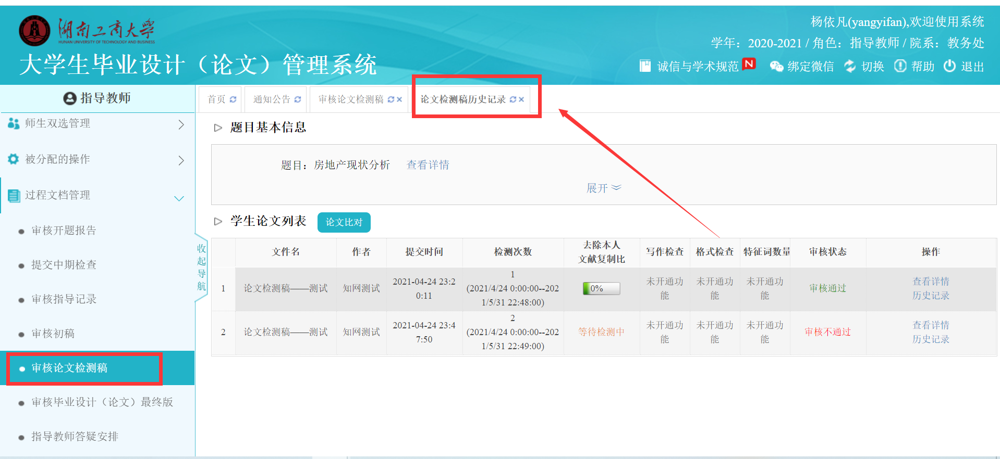 湖南工商大学
HUNAN UNIVERSITY OF TECHNOLOGY AND BUSINESS
大学生毕业设计（论文）管理系统
杨依凡(yangyifan),欢迎使用系统
学年：2020-2021 / 角色：指导教师 / 院系：教务处
诚信与学术规范 N 绑定微信 切换 帮助 退出
指导教师
师生双选管理
被分配的操作
过程文档管理
审核开题报告
提交中期检查
审核指导记录
审核初稿
审核论文检测稿
审核毕业设计（论文）最终版
指导教师答疑安排
收起导航
首页 通知公告 审核论文检测稿 论文检测稿历史记录
题目基本信息
题目：房地产现状分析 查看详情
展开
学生论文列表 论文比对
文件名 作者 提交时间 检测次数 去除本人文献复制比 写作检查 格式检查 特征词数量 审核状态 操作
1 论文检测稿——测试 知网测试 2021-04-24 23:20:11 1 (2021/4/24 0:00:00--2021/5/31 22:48:00) 0% 未开通功能 未开通功能 未开通功能 审核通过 查看详情 历史记录
2 论文检测稿——测试 知网测试 2021-04-24 23:47:50 2 (2021/4/24 0:00:00--2021/5/31 22:49:00) 等待检测中 未开通功能 未开通功能 未开通功能 审核不通过 查看详情 历史记录